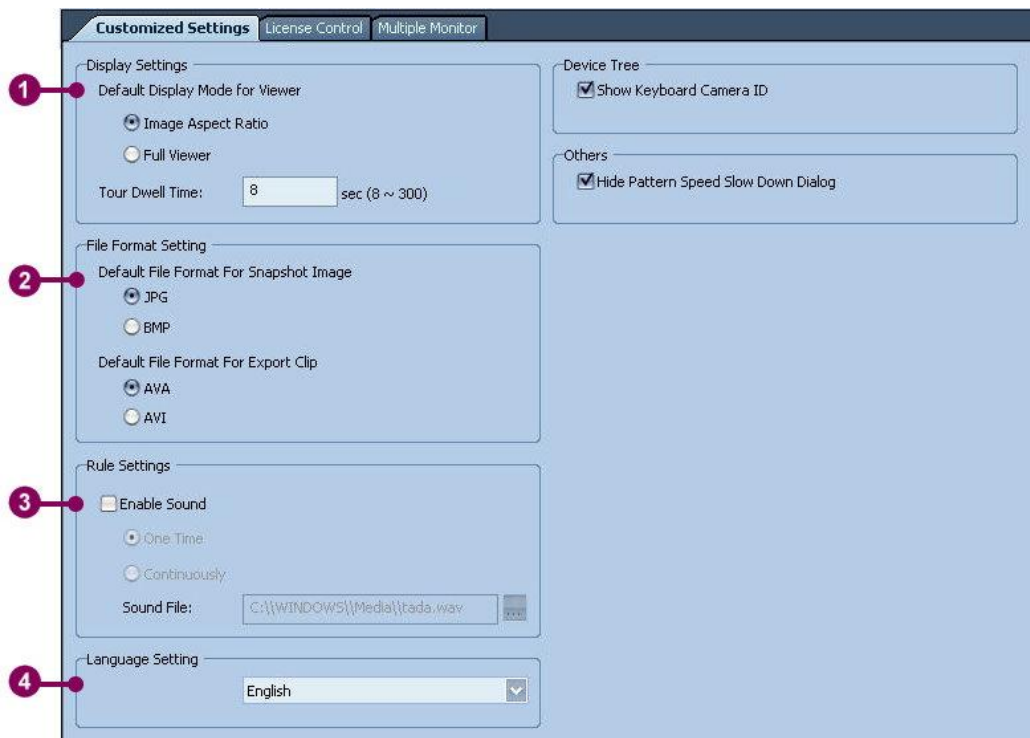 Customized Settings License Control Multiple Monitor
Display Settings
1
Default Display Mode for Viewer
Image Aspect Ratio
Full Viewer
Tour Dwell Time: 8 sec (8 ~ 300)
File Format Setting
2
Default File Format For Snapshot Image
JPG
BMP
Default File Format For Export Clip
AVA
AVI
Rule Settings
3
Enable Sound
One Time
Continuously
Sound File: C:\\WINDOWS\\Media\\tada.wav ...
Language Setting
4
English
Device Tree
Show Keyboard Camera ID
Others
Hide Pattern Speed Slow Down Dialog